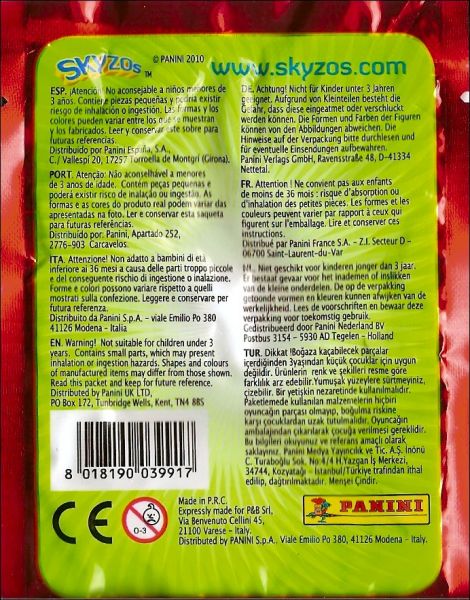 SKYZOS™
© PANINI 2010
www.skyzos.com
ESP. ¡Atención! No aconsejable a niños menores de
3 años. Contiene piezas pequeñas y podría existir
riesgo de inhalación o ingestión. Las formas y los
colores pueden variar entre los que se muestran
y los fabricados. Leer y conservar este sobre para
futuras referencias.
Distribuido por Panini España, S.A.
C./ Vallespí 20, 17257 Torroella de Montgrí (Girona).
PORT. Atenção: Não aconselhável a menores
de 3 anos de idade. Contém peças pequenas e
poderá existir risco de inalação ou ingestão. As
formas e as cores do produto real podem variar das
apresentadas na foto. Ler e conservar esta saqueta
para futuras referências.
Distribuido por. Panini, Apartado 252,
2776-903 Carcavelos.
ITA. Attenzione! Non adatto a bambini di età
inferiore ai 36 mesi a causa delle parti troppo piccole
e del conseguente rischio di ingestione o inalazione.
Forme e colori possono variare rispetto a quelli
mostrati sulla confezione. Leggere e conservare per
futura referenza.
Distribuito da Panini S.p.A. - viale Emilio Po 380
41126 Modena - Italia
EN. Warning! Not suitable for children under 3
years. Contains small parts, which may present
inhalation or ingestion hazards. Shapes and colours
of manufactured items may differ from those shown.
Read this packet and keep for future reference.
Distributed by Panini UK LTD,
PO Box 172, Tunbridge Wells, Kent, TN4 8BS
DE. Achtung! Nicht für Kinder unter 3 Jahren
geeignet. Aufgrund von Kleinteilen besteht die
Gefahr, dass diese eingeatmet oder verschluckt
werden können. Die Formen und Farben der Figuren
können von den Abbildungen abweichen. Die
Hinweise auf der Verpackung bitte durchlesen und
für eventuelle Einsendungen aufbewahren.
Panini Verlags GmbH, Ravensstraße 48, D-41334
Nettetal.
FR. Attention ! Ne convient pas aux enfants
de moins de 36 mois : risque d'absorption ou
d'inhalation des petites pièces. Les formes et les
couleurs peuvent varier par rapport à ceux qui
figurent sur l'emballage. Lire et conserver ces
instructions.
Distribué par Panini France S.A. - Z.I. Secteur D -
06700 Saint-Laurent-du-Var
NL. Niet geschikt voor kinderen jonger dan 3 jaar.
Er bestaat gevaar voor het inademen of inslikken
van de kleine onderdelen. De op de verpakking
getoonde vormen en kleuren kunnen afwijken van de
werkelijkheid. Lees de voorschriften en bewaar deze
verpakking voor toekomstig gebruik.
Gedistribueerd door Panini Nederland BV
Postbus 3154 - 5930 AD Tegelen - Holland
TUR. Dikkat !Boğaza kaçabilecek parçalar
içerdiğinden 3yaşından küçük çocuklar için uygun
değildir. Ürünlerin renk ve şekilleri resme göre
farklılık arz edebilir.Yumuşak yüzeylere sürtmeyiniz,
çizebilir. Bir yetişkin nezaretinde kullanılmalıdır.
Paketlemede kullanılan malzemelerin hiçbiri
oyuncağın parçası olmayıp, boğulma riskine
karşı çocuklardan uzak tutulmalıdır. Oyuncağın
ambalajından çıkarılarak çocuğa verilmesi gereklidir.
Bu bilgileri okuyunuz ve referans amaçlı olarak
saklayınız. Panini Medya Yayıncılık ve Tic. A.Ş. İnönü
C. Turaboğlu Sok. No:4/4 H.Yazgan İş Merkezi,
34744, Kozyatağı - İstanbul/Türkiye trafından ithal
edilip, dağıtılmaktadır. Menşei Çindir.
8 018190 039917
CE
0-3
Made in P.R.C.
Expressly made for P&B Srl,
Via Benvenuto Cellini 45,
21100 Varese - Italy.
Distributed by PANINI S.p.A., Viale Emilio Po 380, 41126 Modena - Italy.
PANINI